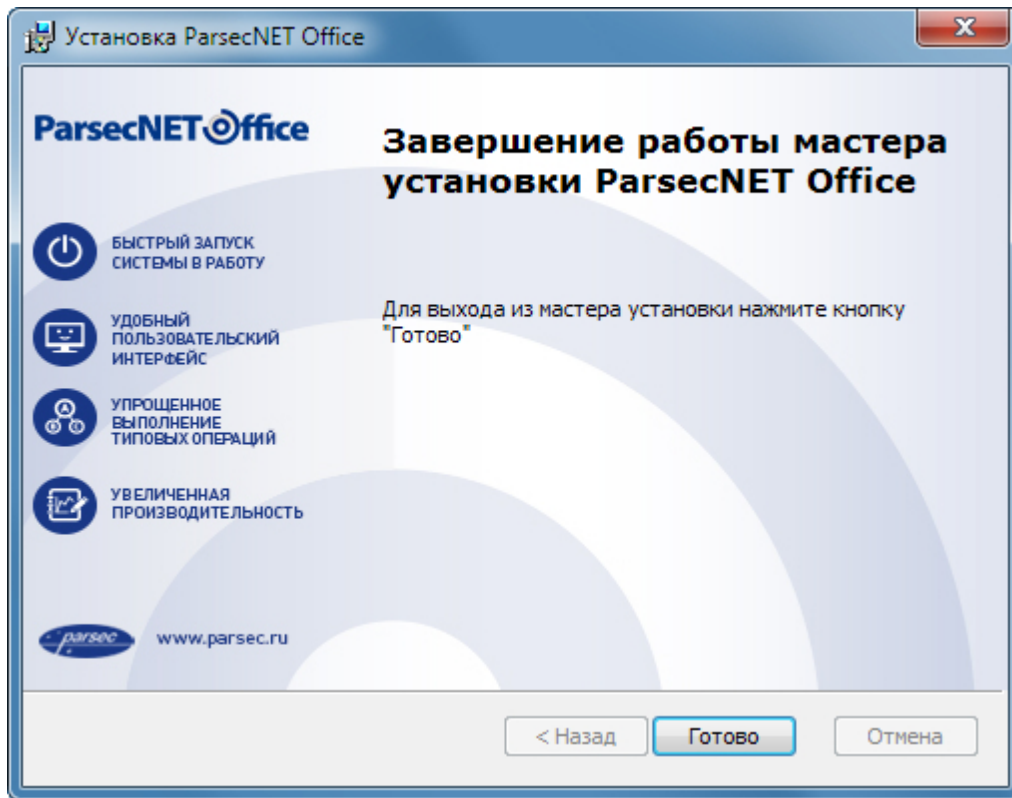 Установка ParsecNET Office
ParsecNET Office
Завершение работы мастера
установки ParsecNET Office
БЫСТРЫЙ ЗАПУСК
СИСТЕМЫ В РАБОТУ
Для выхода из мастера установки нажмите кнопку
"Готово"
УДОБНЫЙ
ПОЛЬЗОВАТЕЛЬСКИЙ
ИНТЕРФЕЙС
УПРОЩЕННОЕ
ВЫПОЛНЕНИЕ
ТИПОВЫХ ОПЕРАЦИЙ
УВЕЛИЧЕННАЯ
ПРОИЗВОДИТЕЛЬНОСТЬ
parsec
www.parsec.ru
< Назад
Готово
Отмена